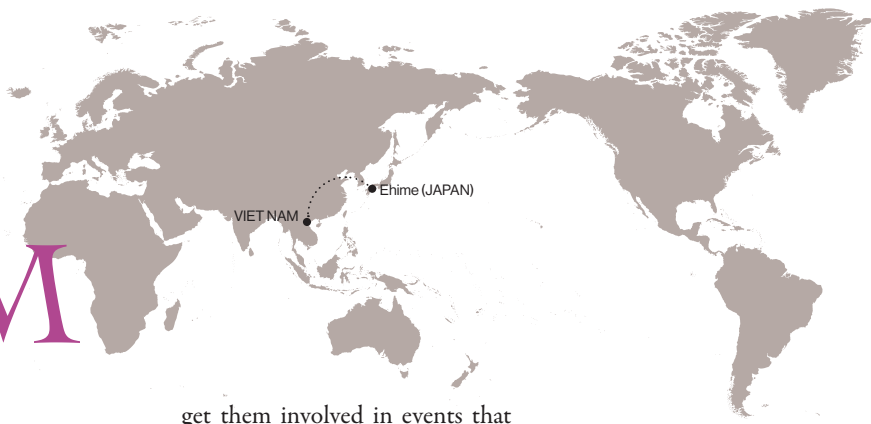 Ehime (JAPAN)
VIET NAM
M
get them involved in events that